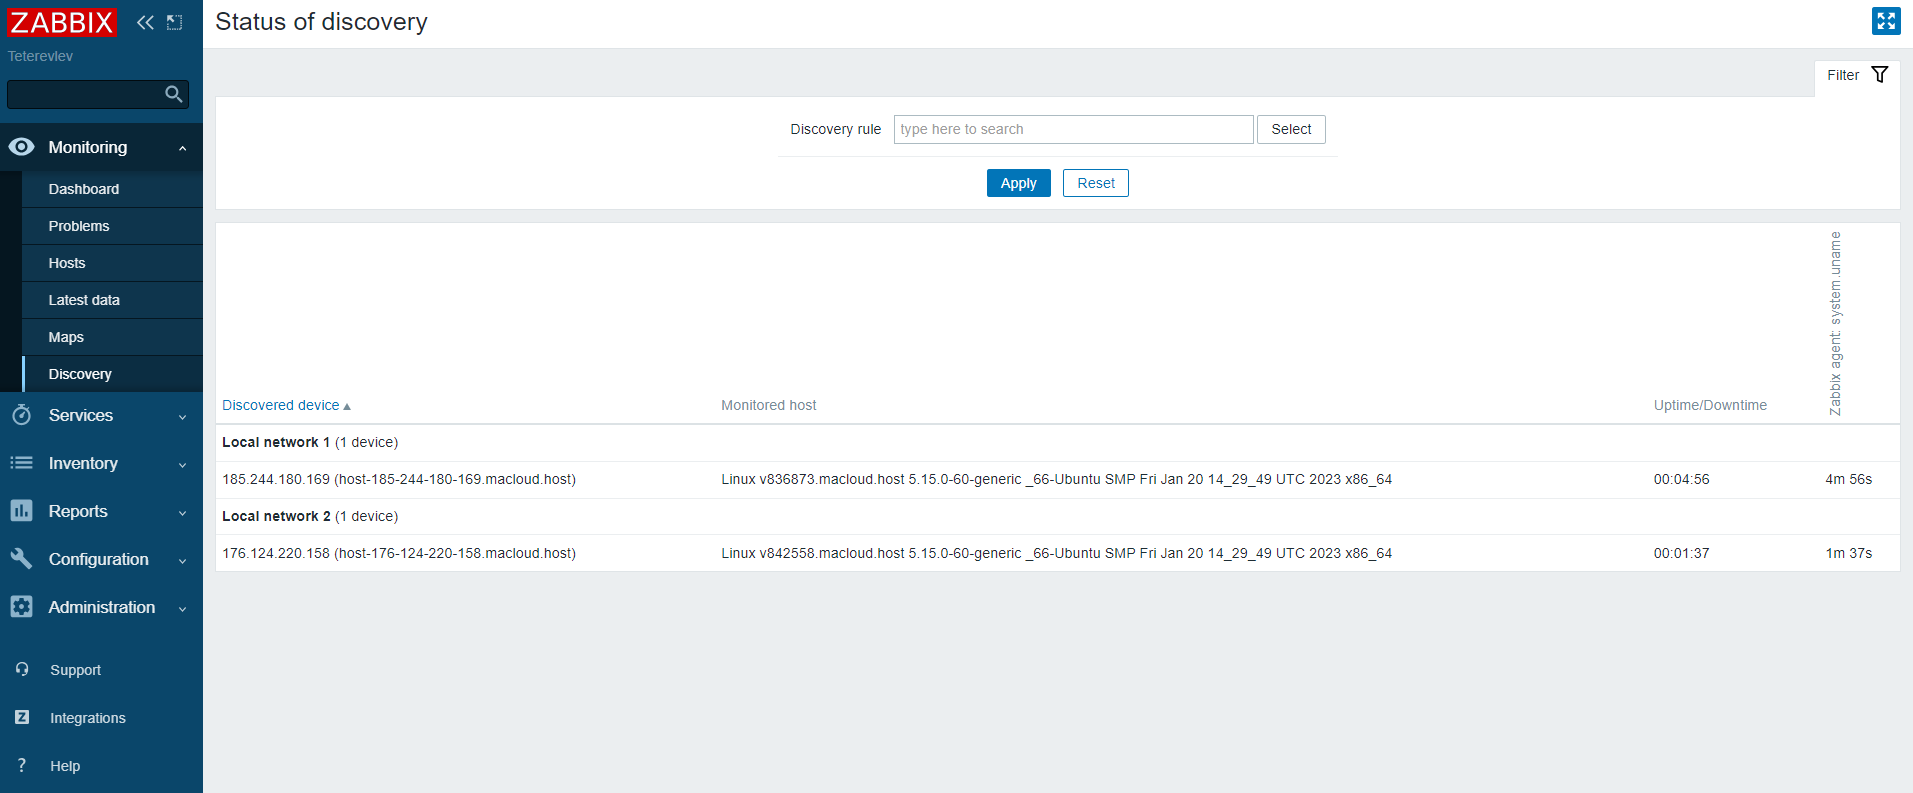 ZABBIX
Teterevlev
Monitoring
Dashboard
Problems
Hosts
Latest data
Maps
Discovery
Services
Inventory
Reports
Configuration
Administration
Support
Z Integrations
? Help
Status of discovery
Filter
Discovery rule type here to search Select
Apply Reset
Discovered device ▲ Monitored host Uptime/Downtime Zabbix agent: system.uname
Local network 1 (1 device)
185.244.180.169 (host-185-244-180-169.macloud.host) Linux v836873.macloud.host 5.15.0-60-generic _66-Ubuntu SMP Fri Jan 20 14_29_49 UTC 2023 x86_64 00:04:56 4m 56s
Local network 2 (1 device)
176.124.220.158 (host-176-124-220-158.macloud.host) Linux v842558.macloud.host 5.15.0-60-generic _66-Ubuntu SMP Fri Jan 20 14_29_49 UTC 2023 x86_64 00:01:37 1m 37s